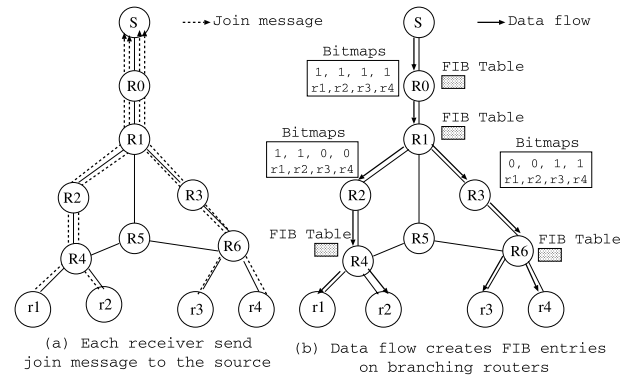 Join message
S
R0
R1
R2
R3
R5
R4
R6
r1
r2
r3
r4
(a) Each receiver send
join message to the source
Data flow
S
Bitmaps
1, 1, 1, 1
r1,r2,r3,r4
FIB Table
R0
FIB Table
R1
Bitmaps
1, 1, 0, 0
r1,r2,r3,r4
Bitmaps
0, 0, 1, 1
r1,r2,r3,r4
R2
R3
FIB Table
R5
FIB Table
R4
R6
r1
r2
r3
r4
(b) Data flow creates FIB entries
on branching routers